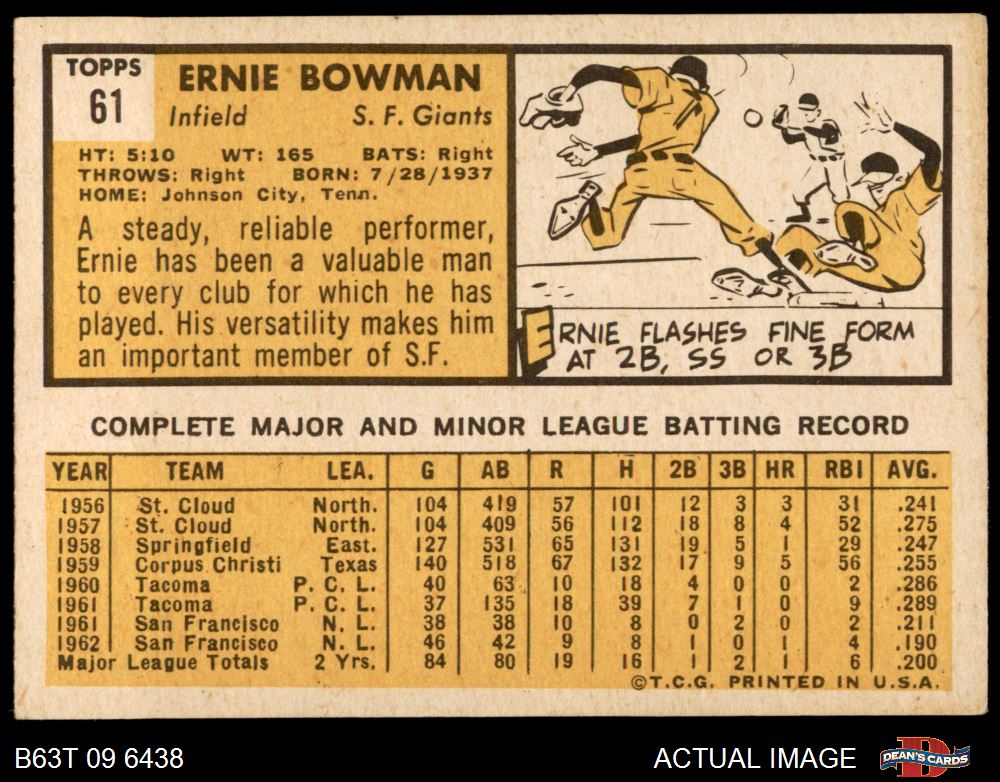 TOPPS
61
ERNIE BOWMAN
Infield S. F. Giants
HT: 5:10 WT: 165 BATS: Right
THROWS: Right BORN: 7/28/1937
HOME: Johnson City, Tenn.
A steady, reliable performer,
Ernie has been a valuable man
to every club for which he has
played. His versatility makes him
an important member of S.F.
ERNIE FLASHES FINE FORM
AT 2B, SS OR 3B
COMPLETE MAJOR AND MINOR LEAGUE BATTING RECORD
YEAR TEAM LEA. G AB R H 2B 3B HR RBI AVG.
1956 St. Cloud North. 104 419 57 101 12 3 3 31 .241
1957 St. Cloud North. 104 409 56 112 18 8 4 52 .275
1958 Springfield East. 127 531 65 131 19 5 1 29 .247
1959 Corpus Christi Texas 140 518 67 132 17 9 5 56 .255
1960 Tacoma P. C. L. 40 63 10 18 4 0 0 2 .286
1961 Tacoma P. C. L. 37 135 18 39 7 1 0 9 .289
1961 San Francisco N. L. 38 38 10 8 0 2 0 2 .211
1962 San Francisco N. L. 46 42 9 8 1 0 1 4 .190
Major League Totals 2 Yrs. 84 80 19 16 1 2 1 6 .200
©T.C.G. PRINTED IN U.S.A.
B63T 09 6438 ACTUAL IMAGE DEAN'S CARDS